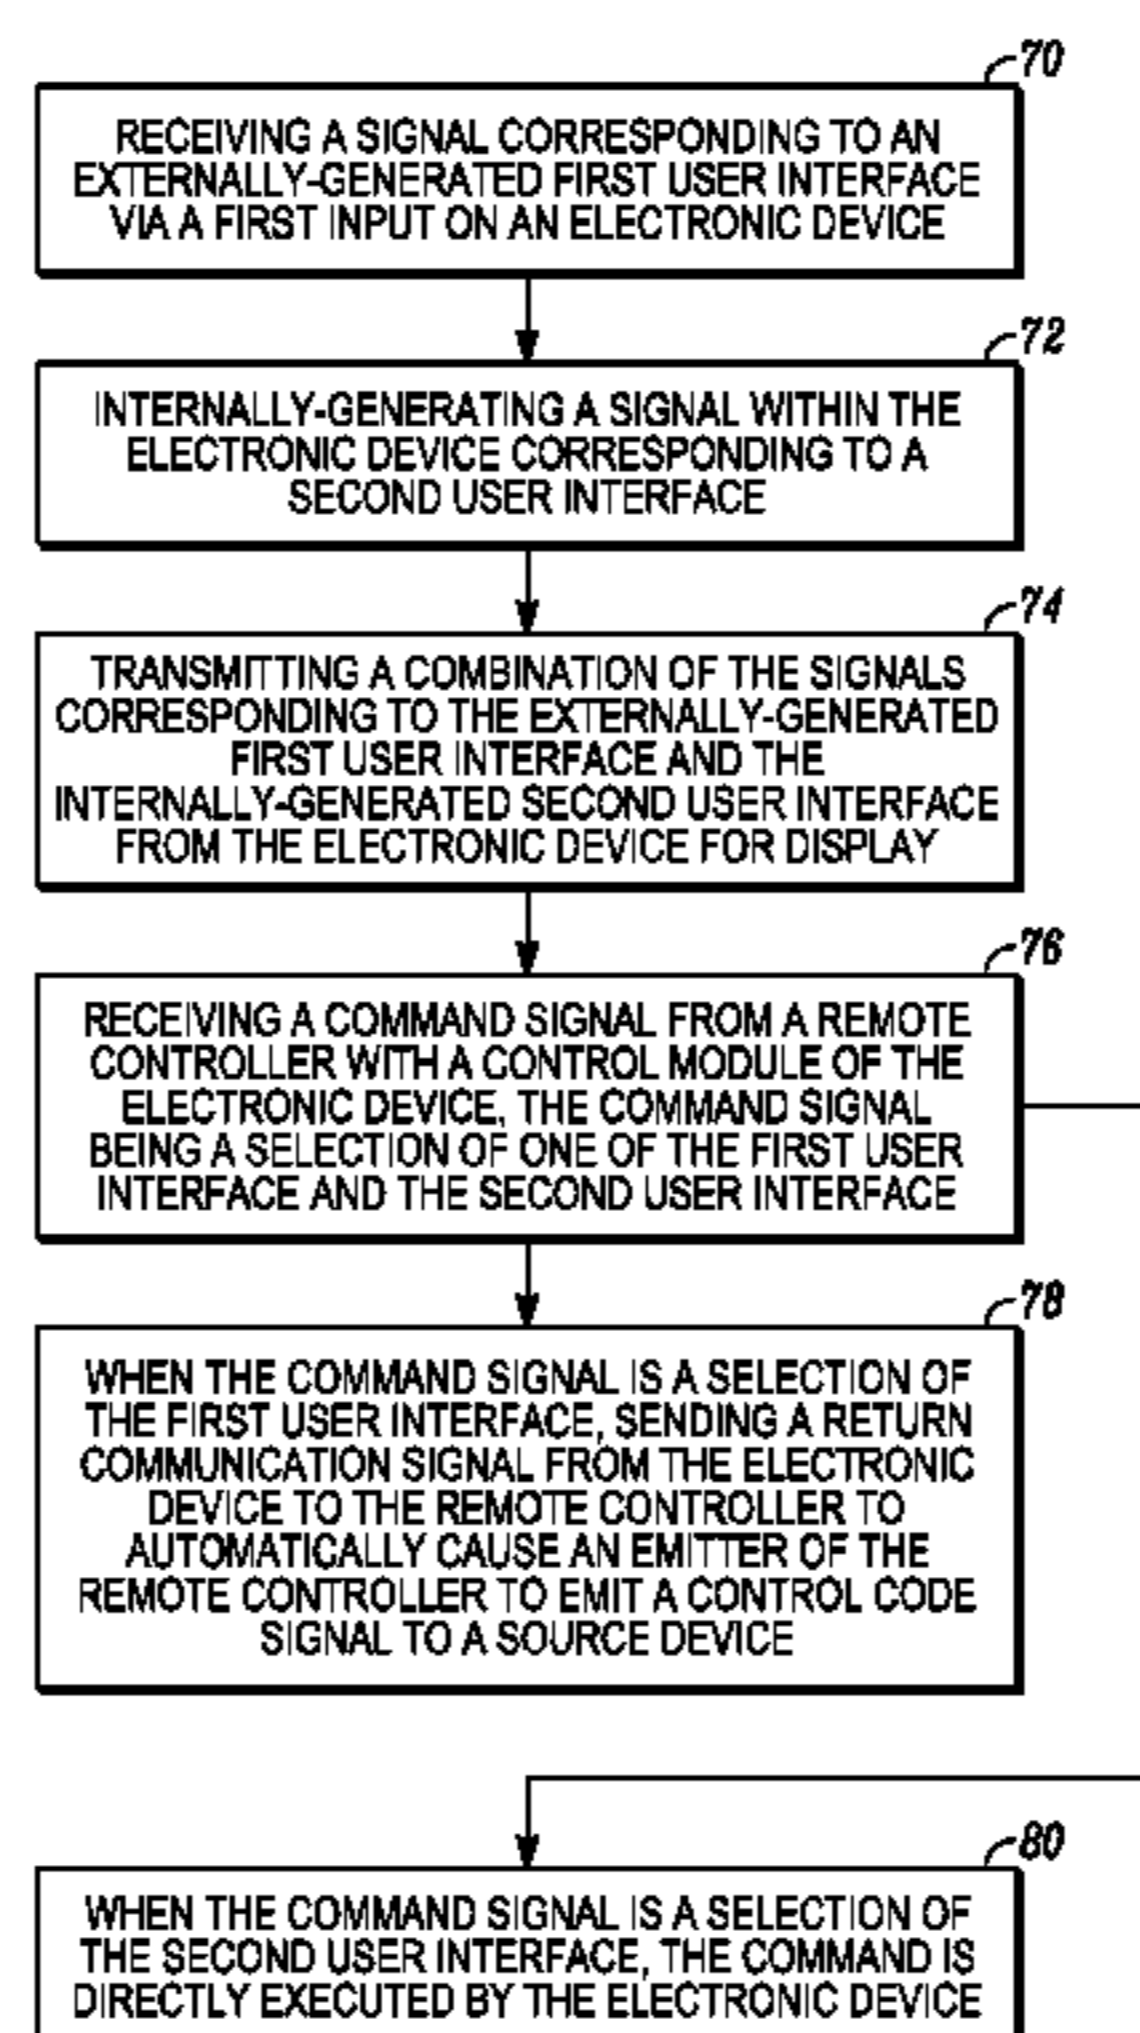 70
RECEIVING A SIGNAL CORRESPONDING TO AN
EXTERNALLY-GENERATED FIRST USER INTERFACE
VIA A FIRST INPUT ON AN ELECTRONIC DEVICE
72
INTERNALLY-GENERATING A SIGNAL WITHIN THE
ELECTRONIC DEVICE CORRESPONDING TO A
SECOND USER INTERFACE
74
TRANSMITTING A COMBINATION OF THE SIGNALS
CORRESPONDING TO THE EXTERNALLY-GENERATED
FIRST USER INTERFACE AND THE
INTERNALLY-GENERATED SECOND USER INTERFACE
FROM THE ELECTRONIC DEVICE FOR DISPLAY
76
RECEIVING A COMMAND SIGNAL FROM A REMOTE
CONTROLLER WITH A CONTROL MODULE OF THE
ELECTRONIC DEVICE, THE COMMAND SIGNAL
BEING A SELECTION OF ONE OF THE FIRST USER
INTERFACE AND THE SECOND USER INTERFACE
78
WHEN THE COMMAND SIGNAL IS A SELECTION OF
THE FIRST USER INTERFACE, SENDING A RETURN
COMMUNICATION SIGNAL FROM THE ELECTRONIC
DEVICE TO THE REMOTE CONTROLLER TO
AUTOMATICALLY CAUSE AN EMITTER OF THE
REMOTE CONTROLLER TO EMIT A CONTROL CODE
SIGNAL TO A SOURCE DEVICE
80
WHEN THE COMMAND SIGNAL IS A SELECTION OF
THE SECOND USER INTERFACE, THE COMMAND IS
DIRECTLY EXECUTED BY THE ELECTRONIC DEVICE